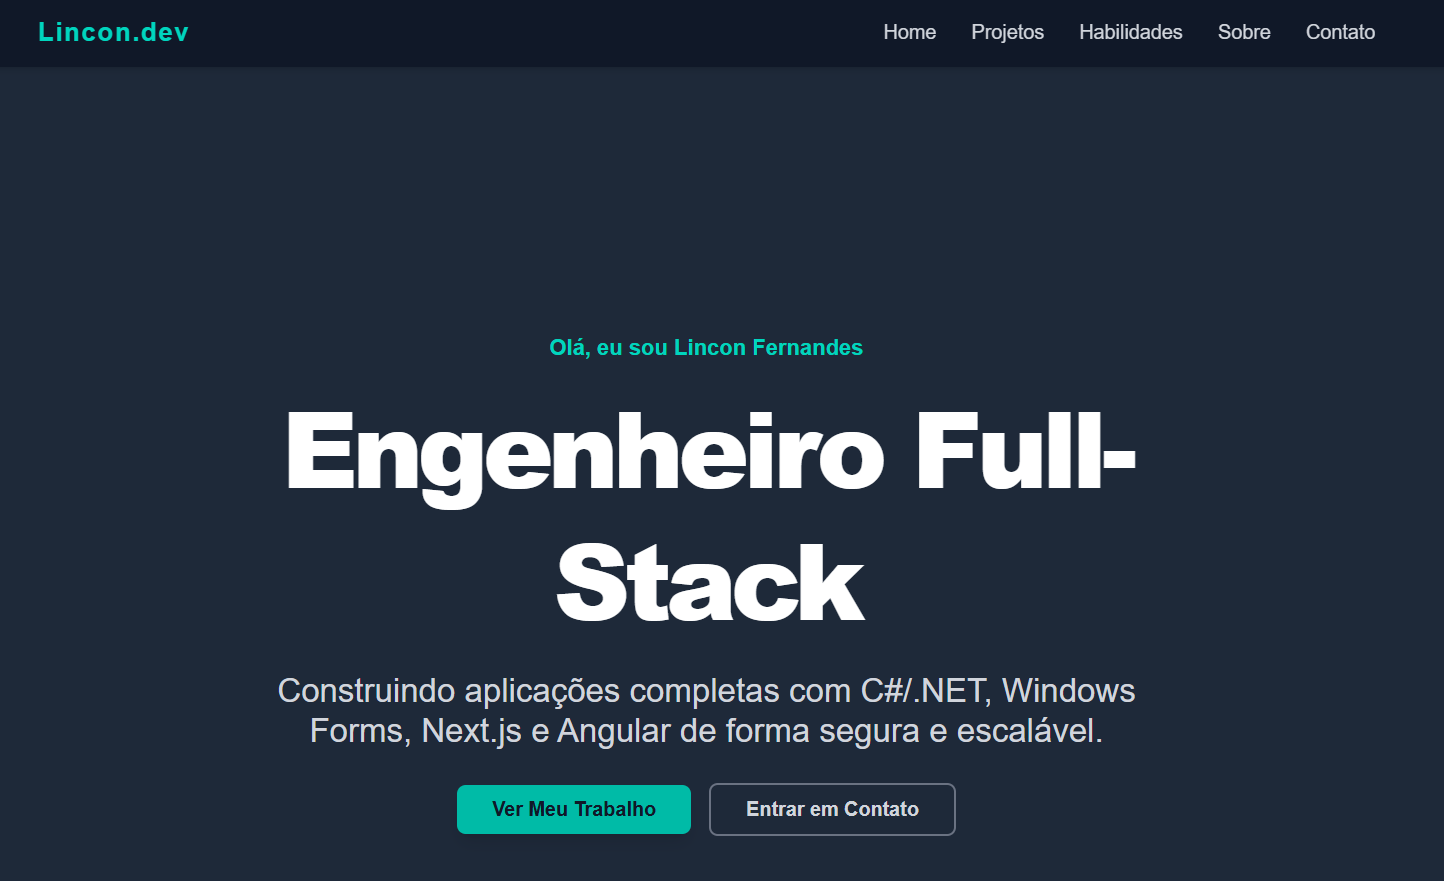 Lincon.dev
Home Projetos Habilidades Sobre Contato
Olá, eu sou Lincon Fernandes
Engenheiro Full-
Stack
Construindo aplicações completas com C#/.NET, Windows
Forms, Next.js e Angular de forma segura e escalável.
Ver Meu Trabalho Entrar em Contato